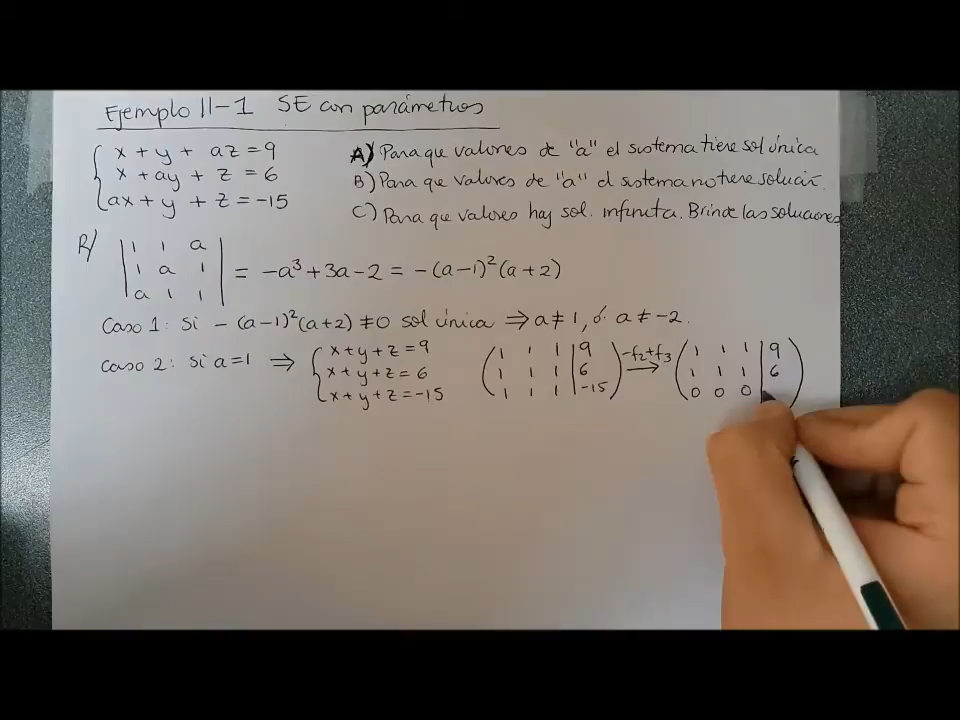 Ejemplo 11-1 SE con parámetros
x + y + az = 9
x + ay + z = 6
ax + y + z = -15
A) Para que valores de "a" el sistema tiene sol única
B) Para que valores de "a" el sistema no tiene solución.
C) Para que valores hay sol. infinita. Brinde las soluciones
R/ | 1 1 a |
| 1 a 1 | = -a³ + 3a - 2 = -(a-1)²(a+2)
| a 1 1 |
Caso 1: Si -(a-1)²(a+2) ≠ 0 sol única ⇒ a ≠ 1, ó a ≠ -2.
Caso 2: si a=1 ⇒
x + y + z = 9
x + y + z = 6
x + y + z = -15
1 1 1 | 9
1 1 1 | 6
1 1 1 | -15
-f2+f3
1 1 1 | 9
1 1 1 | 6
0 0 0 |